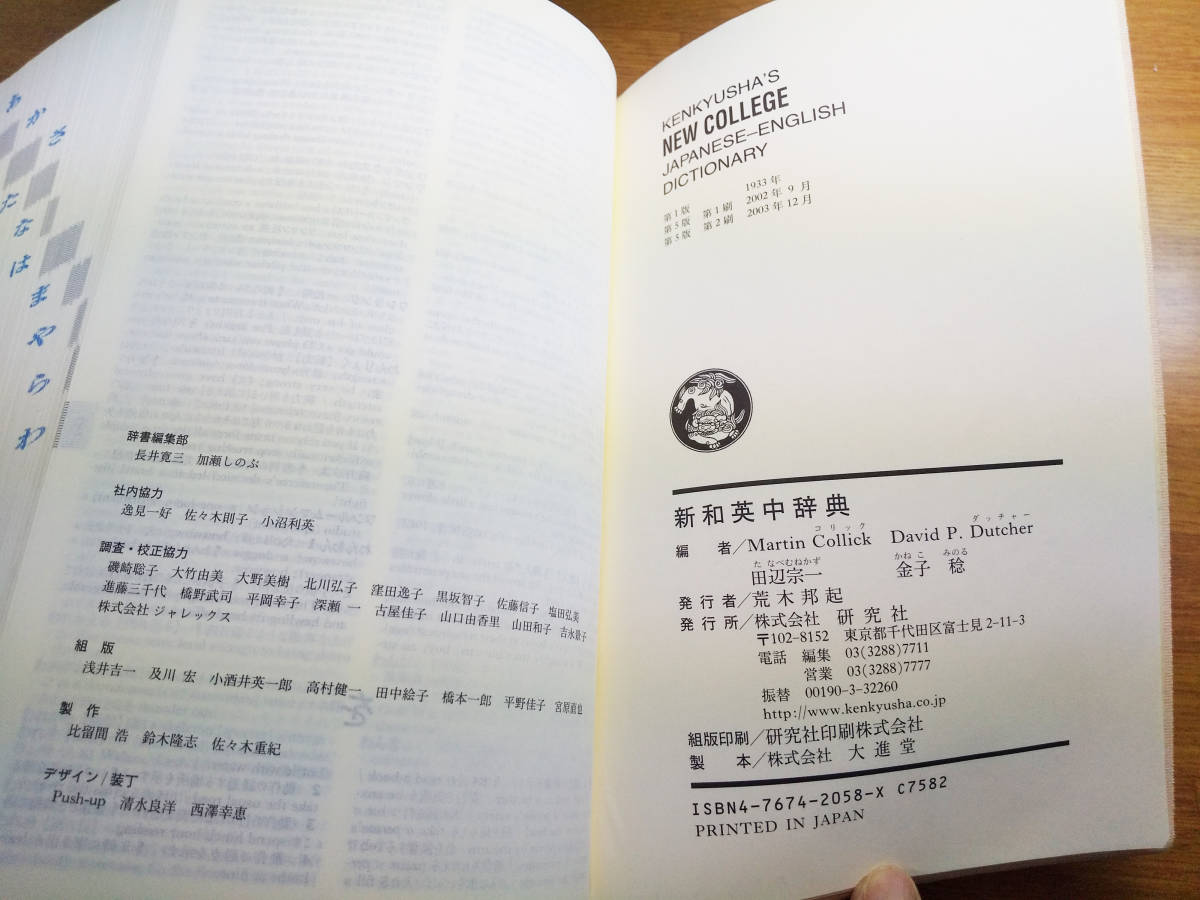 あ
か
さ
た
な
は
ま
や
ら
わ
辞書編集部
長井寛三 加瀬しのぶ
社内協力
逸見一好 佐々木則子 小沼利英
調査・校正協力
磯崎聡子 大竹由美 大野美樹 北川弘子 窪田逸子 黒坂智子 佐藤信子 塩田弘美
進藤三千代 橋野武司 平岡幸子 深瀬 一 古屋佳子 山口由香里 山田和子 吉永景子
株式会社 ジャレックス
組 版
浅井吉一 及川 宏 小酒井英一郎 高村健一 田中絵子 橋本一郎 平野佳子 宮原直也
製 作
比留間 浩 鈴木隆志 佐々木重紀
デザイン/装丁
Push-up 清水良洋 西澤幸恵
KENKYUSHA'S
NEW COLLEGE
JAPANESE–ENGLISH
DICTIONARY
第1版 1933年
第5版 第1刷 2002年9月
第5版 第2刷 2003年12月
新和英中辞典
コリック ダッチャー
編 者/Martin Collick David P. Dutcher
たなべむねかず かねこ みのる
田辺宗一 金子 稔
発行者/荒木邦起
発行所/株式会社 研究社
〒102-8152 東京都千代田区富士見2-11-3
電話 編集 03(3288)7711
営業 03(3288)7777
振替 00190-3-32260
http://www.kenkyusha.co.jp
組版印刷/研究社印刷株式会社
製 本/株式会社 大進堂
ISBN4-7674-2058-X C7582
PRINTED IN JAPAN